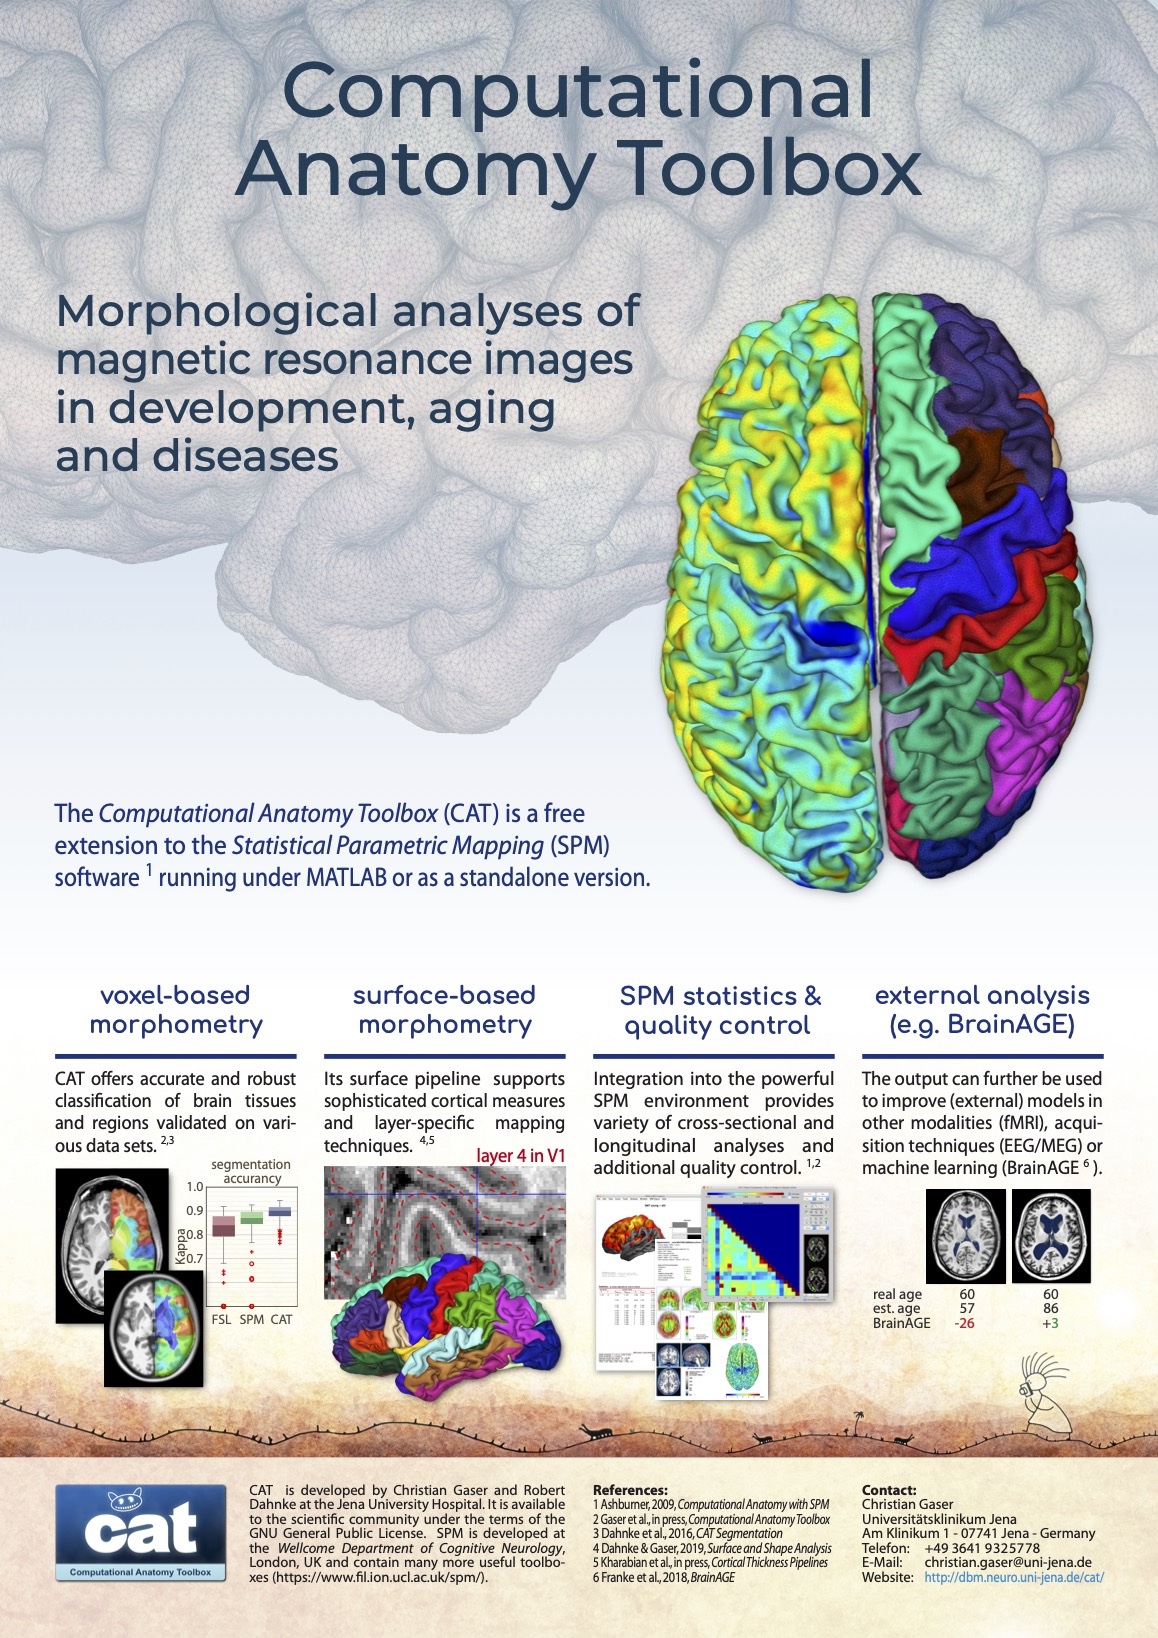 Computational
Anatomy Toolbox
Morphological analyses of
magnetic resonance images
in development, aging
and diseases
The Computational Anatomy Toolbox (CAT) is a free
extension to the Statistical Parametric Mapping (SPM)
software 1 running under MATLAB or as a standalone version.
voxel-based
morphometry
CAT offers accurate and robust
classification of brain tissues
and regions validated on vari-
ous data sets. 2,3
segmentation
accurancy
1.0
0.9
0.8
0.7
Kappa
FSL SPM CAT
surface-based
morphometry
Its surface pipeline supports
sophisticated cortical measures
and layer-specific mapping
techniques. 4,5
layer 4 in V1
SPM statistics &
quality control
Integration into the powerful
SPM environment provides
variety of cross-sectional and
longitudinal analyses and
additional quality control. 1,2
external analysis
(e.g. BrainAGE)
The output can further be used
to improve (external) models in
other modalities (fMRI), acqui-
sition techniques (EEG/MEG) or
machine learning (BrainAGE 6 ).
real age 60 60
est. age 57 86
BrainAGE -26 +3
cat
Computational Anatomy Toolbox
CAT is developed by Christian Gaser and Robert
Dahnke at the Jena University Hospital. It is available
to the scientific community under the terms of the
GNU General Public License. SPM is developed at
the Wellcome Department of Cognitive Neurology,
London, UK and contain many more useful toolbo-
xes (https://www.fil.ion.ucl.ac.uk/spm/).
References:
1 Ashburner, 2009, Computational Anatomy with SPM
2 Gaser et al., in press, Computational Anatomy Toolbox
3 Dahnke et al., 2016, CAT Segmentation
4 Dahnke & Gaser, 2019, Surface and Shape Analysis
5 Kharabian et al., in press, Cortical Thickness Pipelines
6 Franke et al., 2018, BrainAGE
Contact:
Christian Gaser
Universitätsklinikum Jena
Am Klinikum 1 - 07741 Jena - Germany
Telefon: +49 3641 9325778
E-Mail: christian.gaser@uni-jena.de
Website: http://dbm.neuro.uni-jena.de/cat/